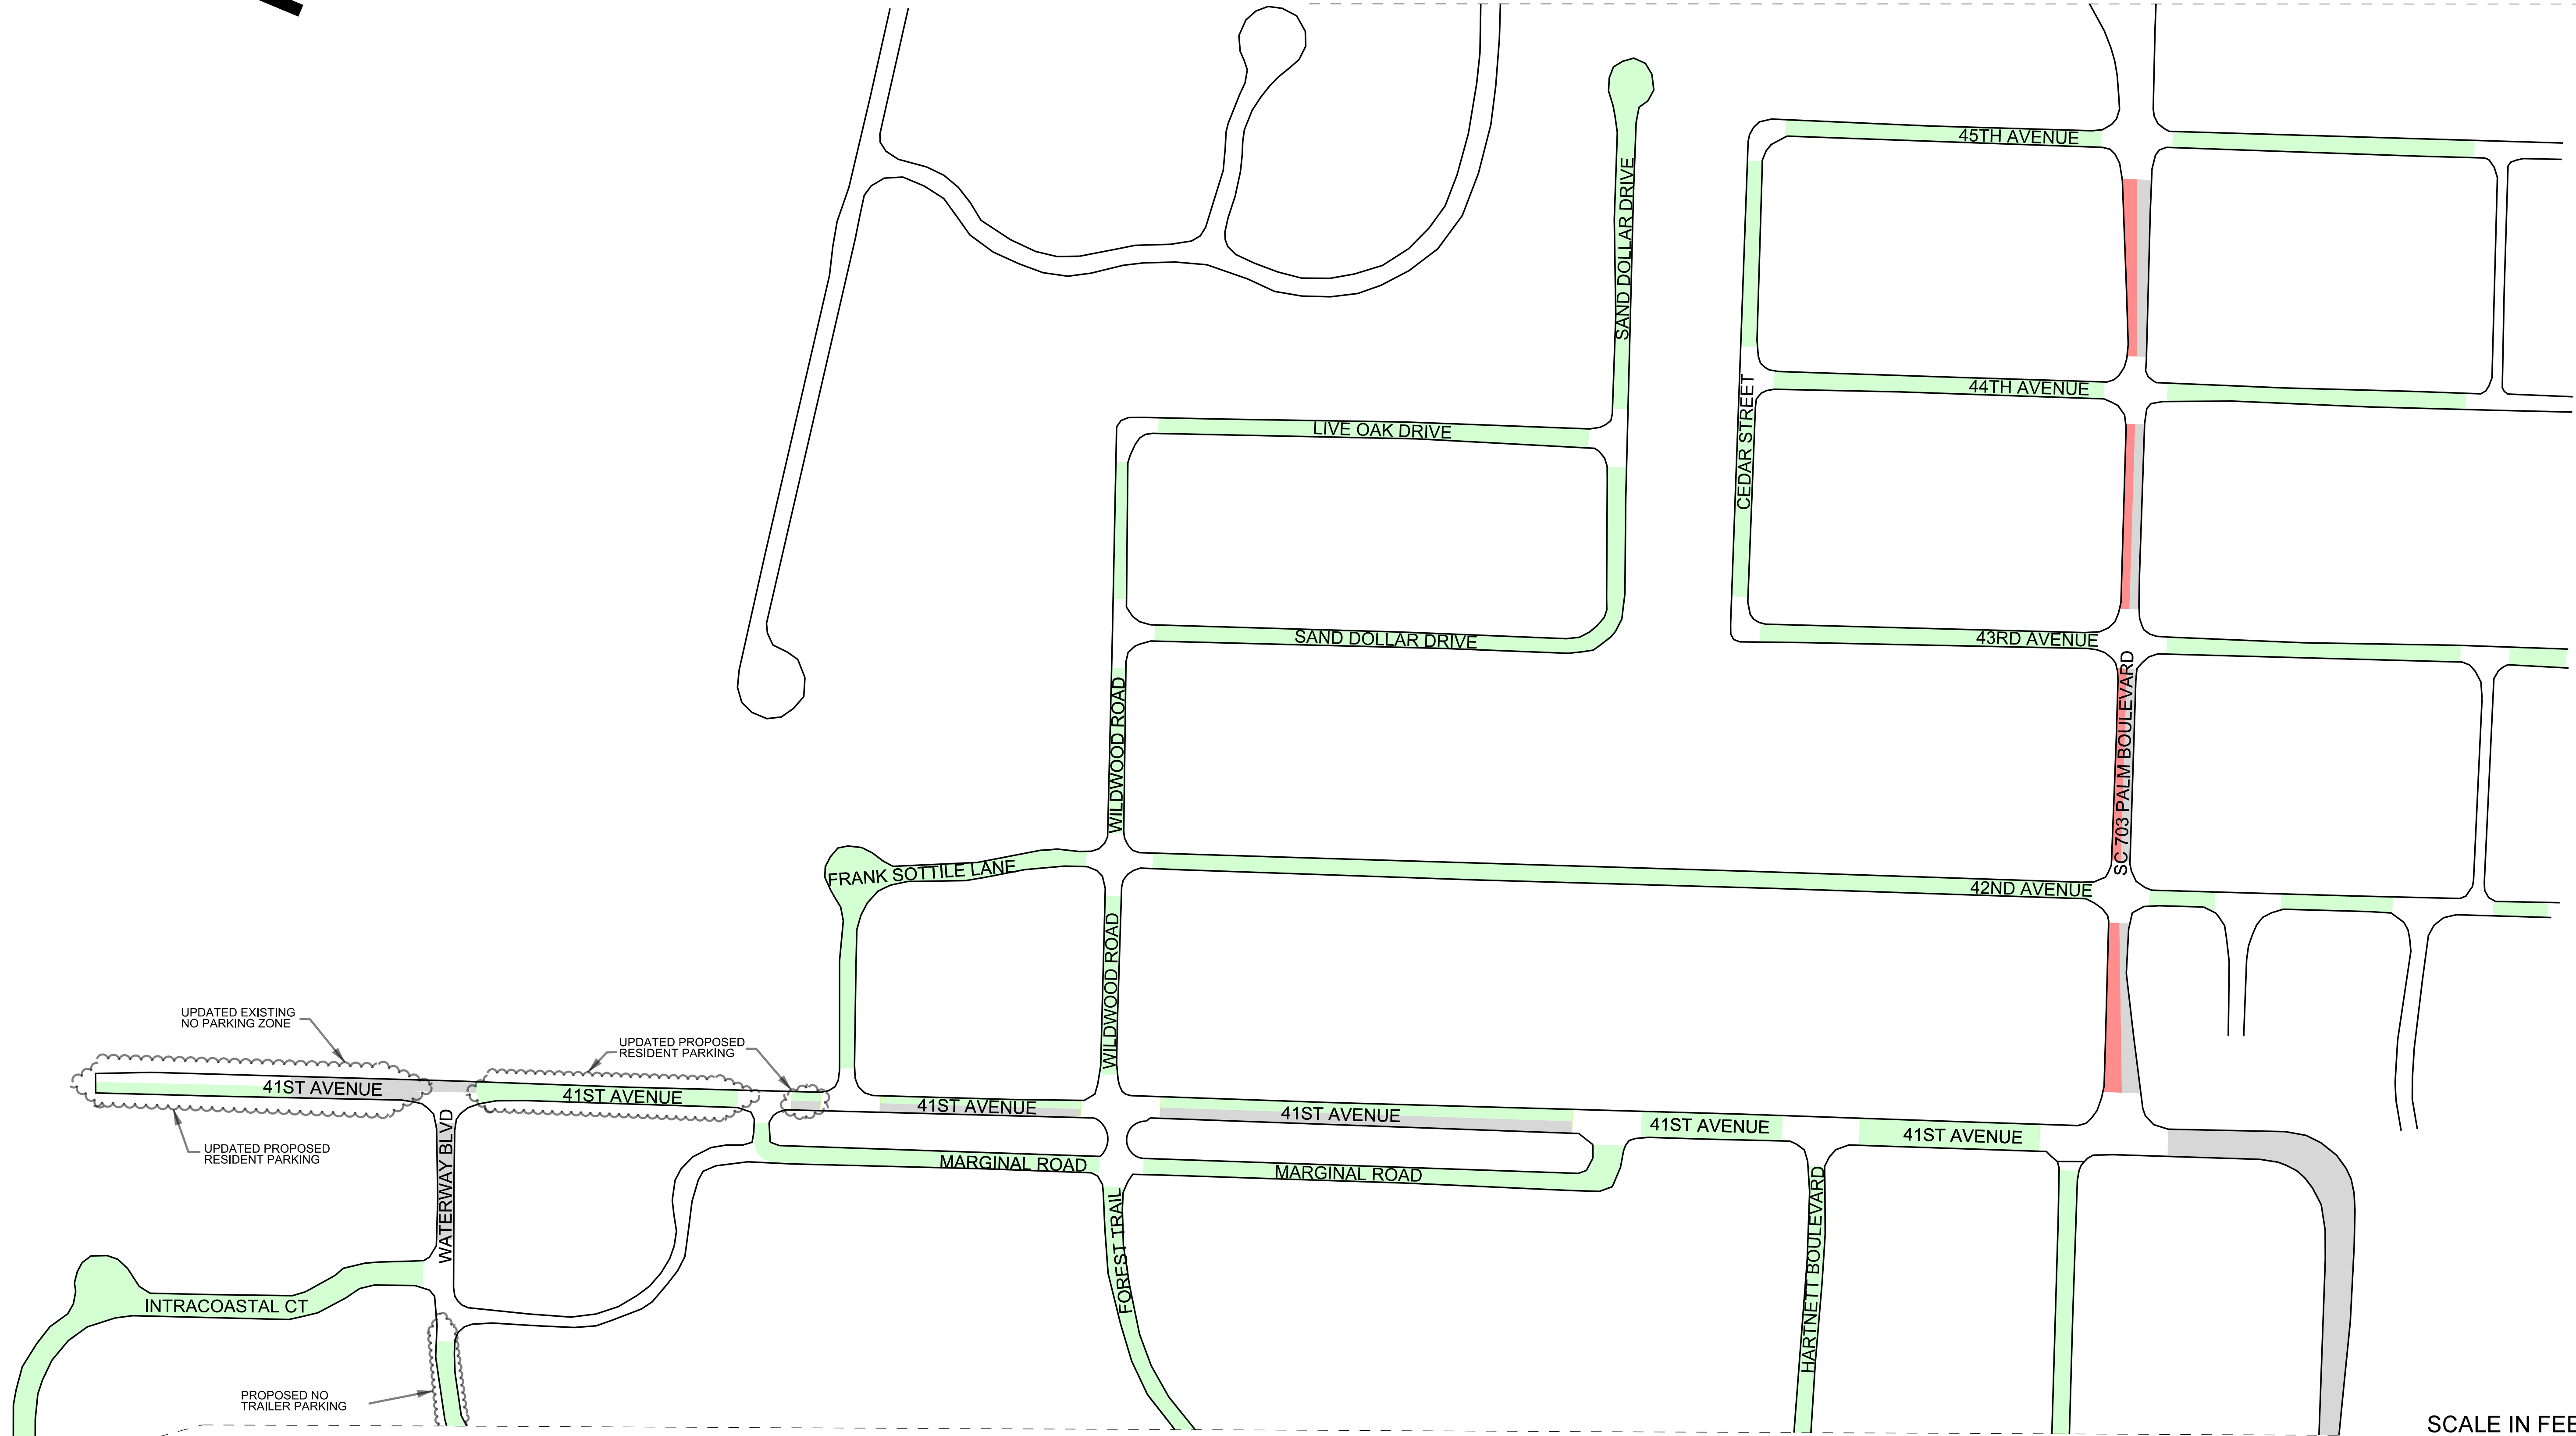 45TH AVENUE
SAND DOLLAR DRIVE
44TH AVENUE
CEDAR STREET
LIVE OAK DRIVE
SAND DOLLAR DRIVE
43RD AVENUE
SC 703 PALM BOULEVARD
WILDWOOD ROAD
FRANK SOTTILE LANE
42ND AVENUE
WILDWOOD ROAD
UPDATED EXISTING
NO PARKING ZONE
UPDATED PROPOSED
RESIDENT PARKING
41ST AVENUE
41ST AVENUE
41ST AVENUE
41ST AVENUE
41ST AVENUE
41ST AVENUE
UPDATED PROPOSED
RESIDENT PARKING
WATERWAY BLVD
MARGINAL ROAD
MARGINAL ROAD
FOREST TRAIL
HARTNETT BOULEVARD
INTRACOASTAL CT
PROPOSED NO
TRAILER PARKING
SCALE IN FEE